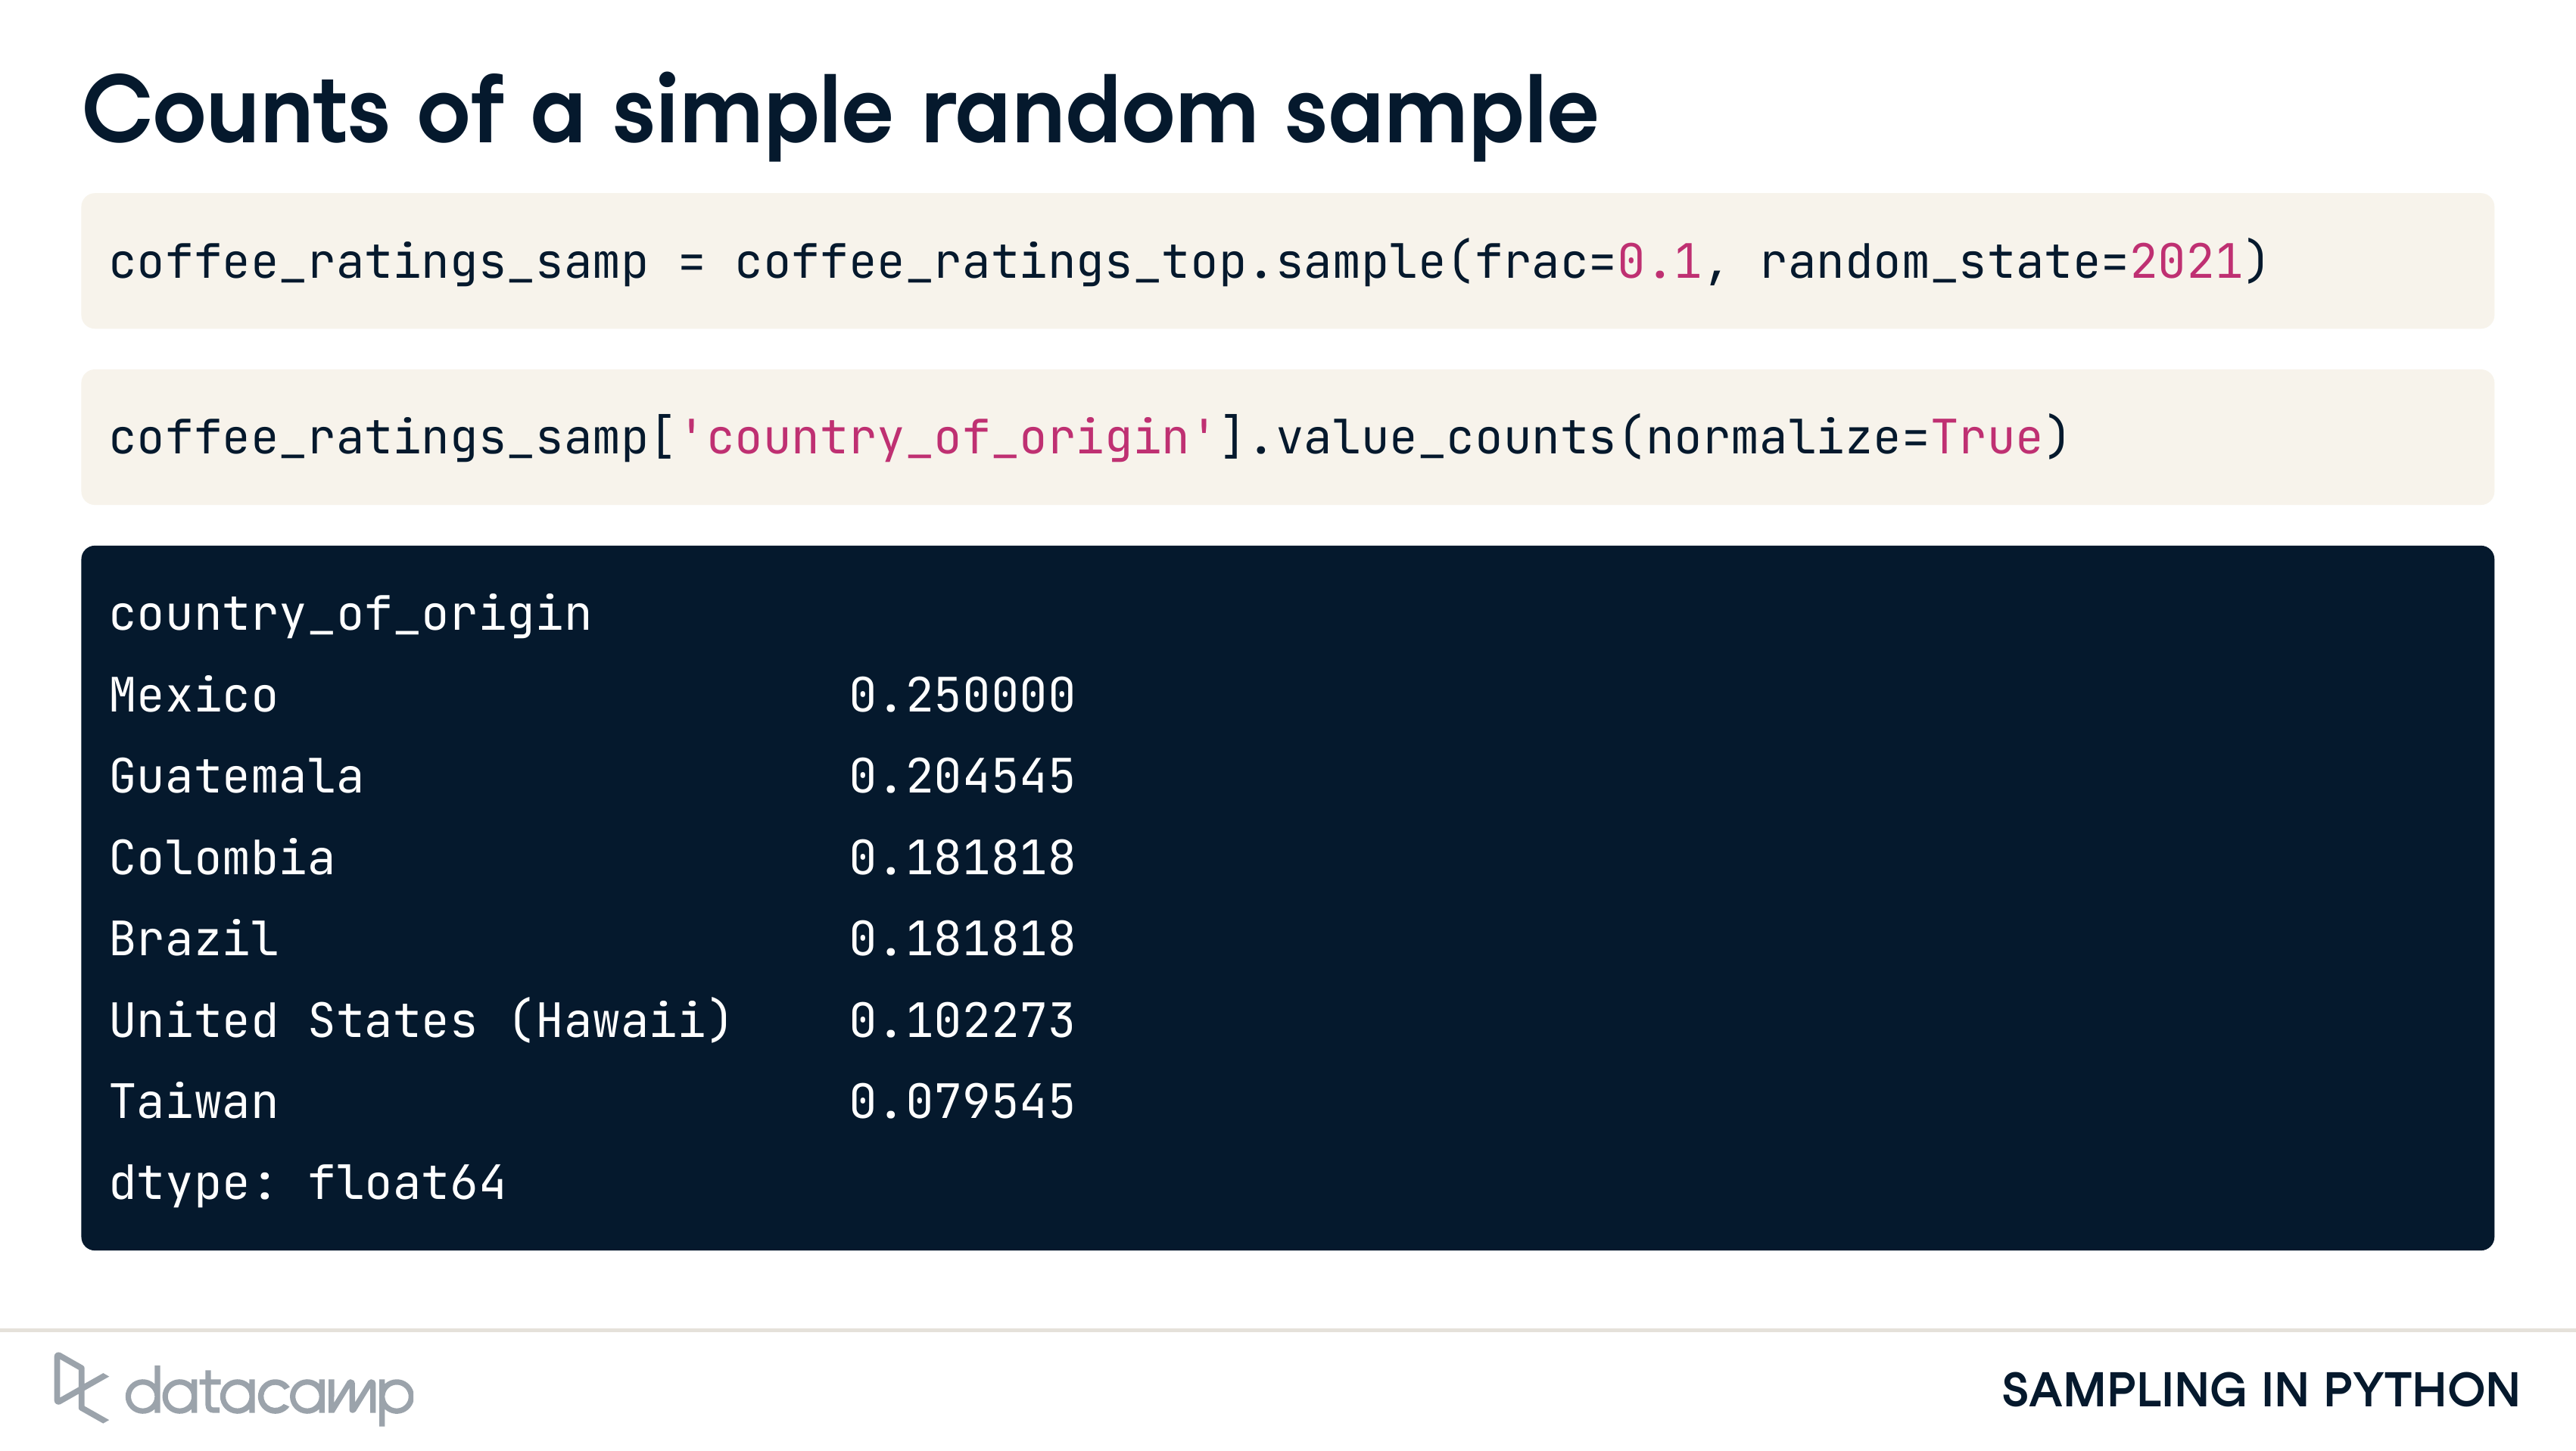 Counts of a simple random sample
coffee_ratings_samp = coffee_ratings_top.sample(frac=0.1, random_state=2021)
coffee_ratings_samp['country_of_origin'].value_counts(normalize=True)
country_of_origin
Mexico 0.250000
Guatemala 0.204545
Colombia 0.181818
Brazil 0.181818
United States (Hawaii) 0.102273
Taiwan 0.079545
dtype: float64
datacamp
SAMPLING IN PYTHON